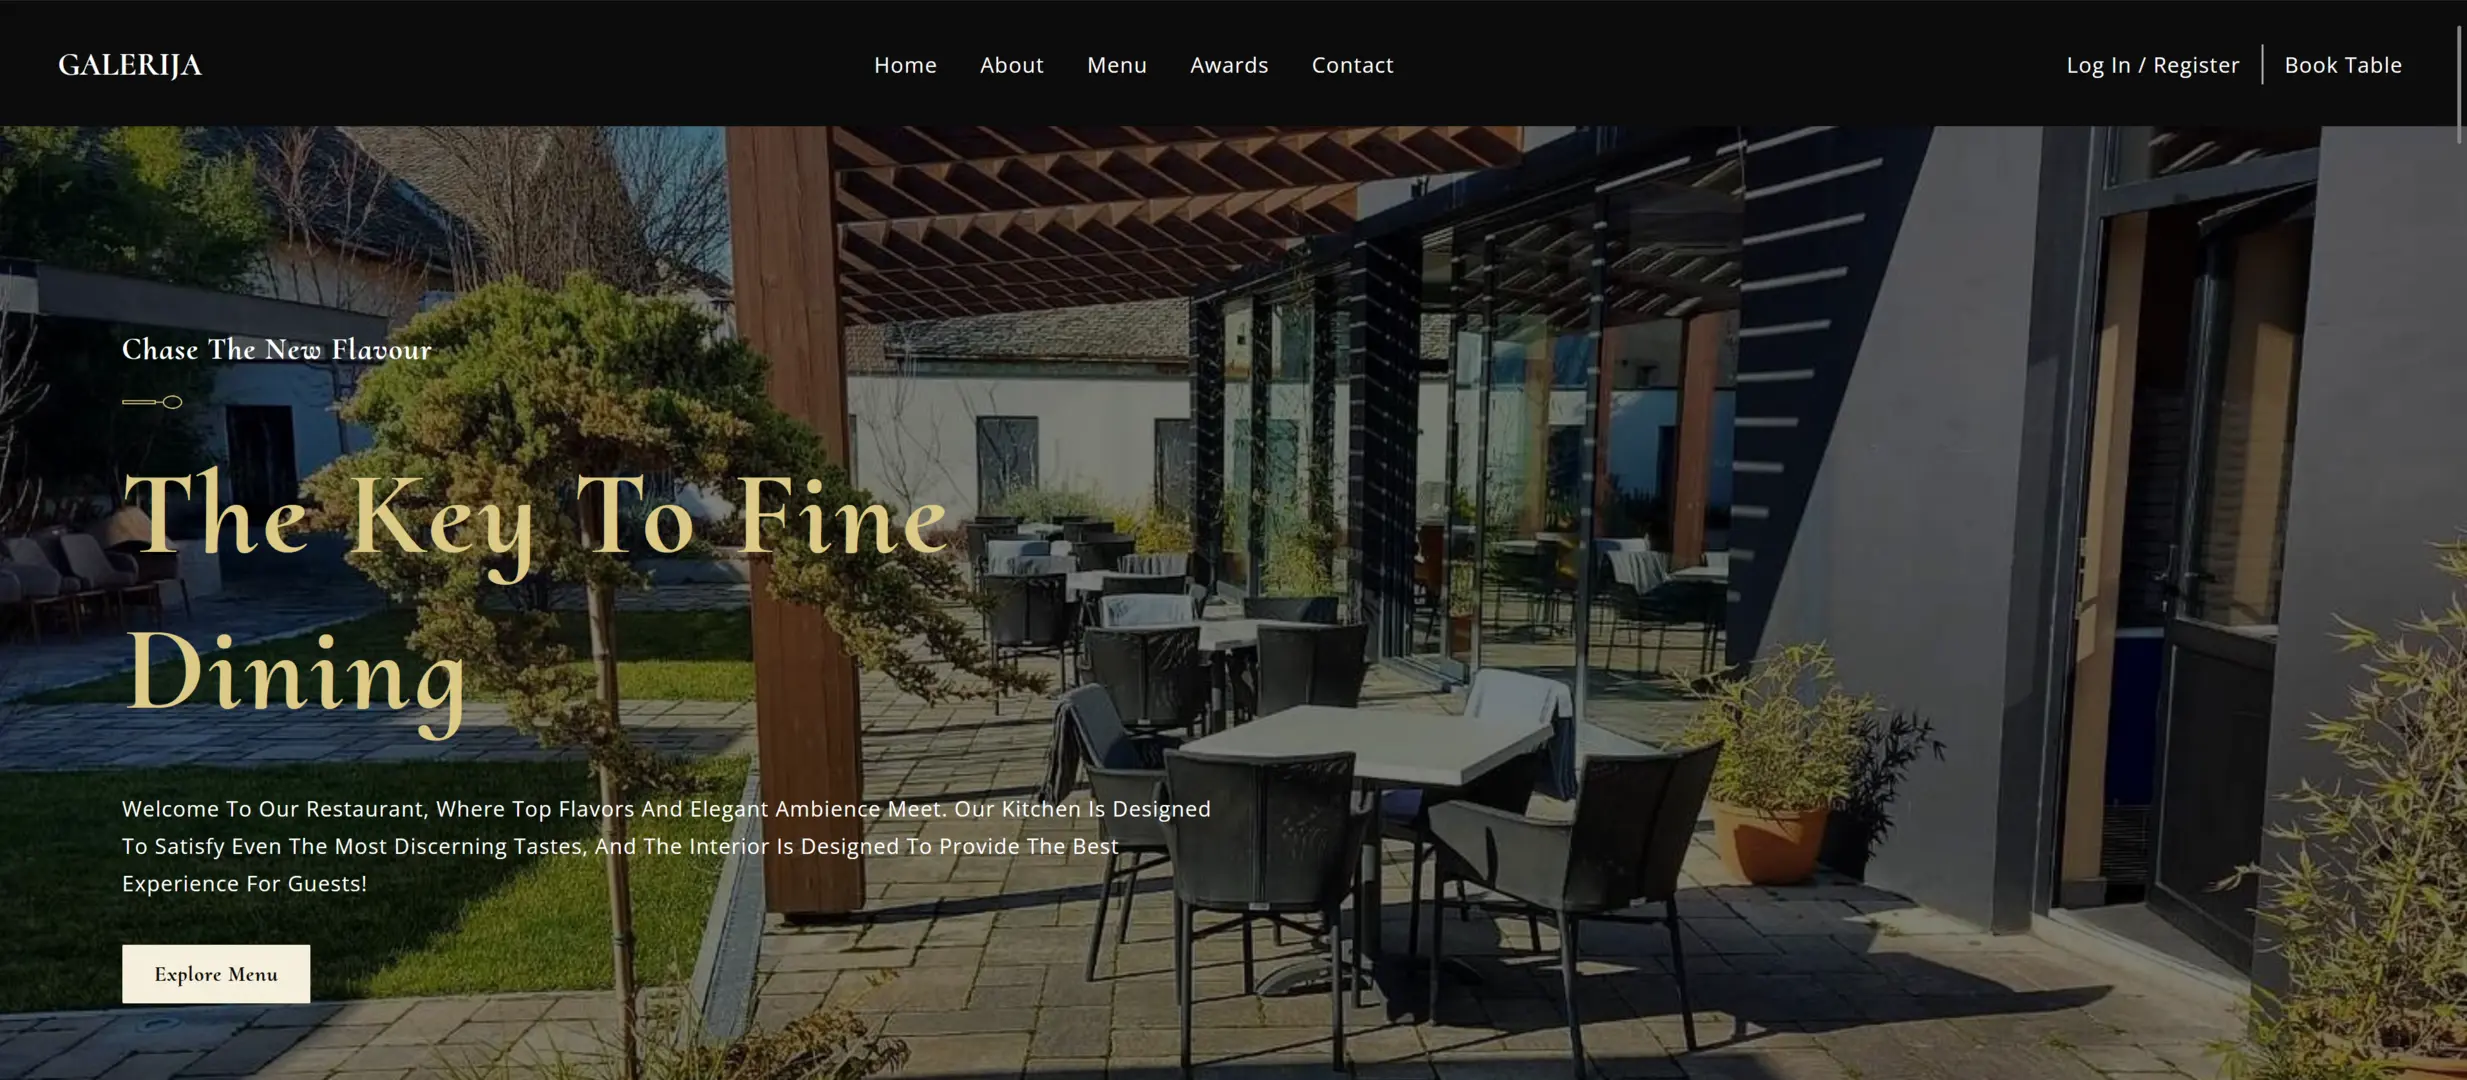 GALERIJA
Home About Menu Awards Contact
Log In / Register Book Table
Chase The New Flavour
The Key To Fine
Dining
Welcome To Our Restaurant, Where Top Flavors And Elegant Ambience Meet. Our Kitchen Is Designed
To Satisfy Even The Most Discerning Tastes, And The Interior Is Designed To Provide The Best
Experience For Guests!
Explore Menu